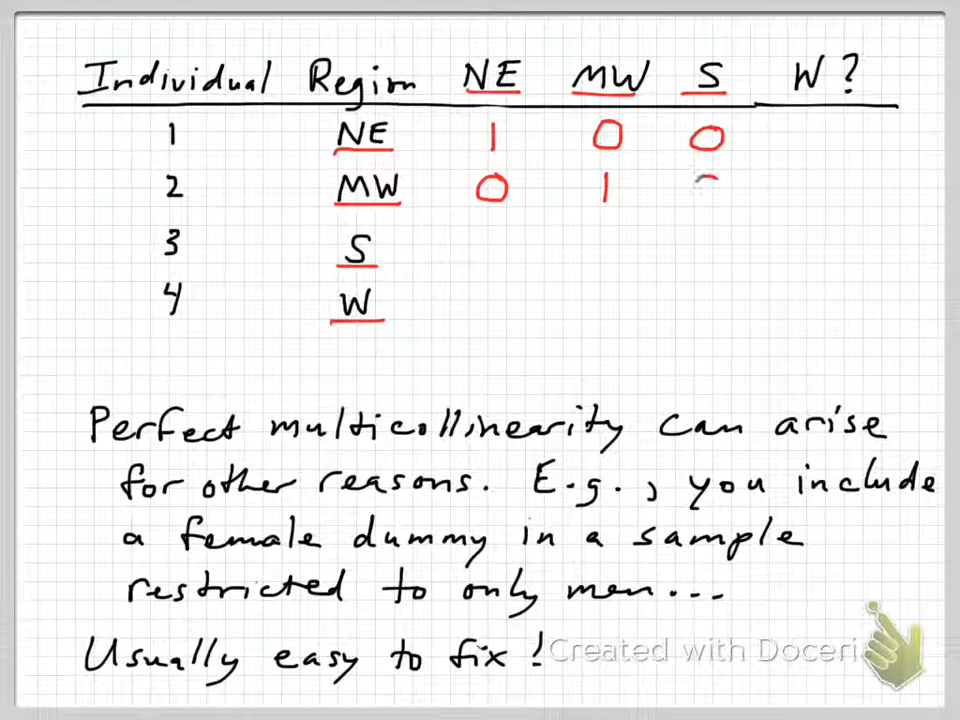 Individual Region NE MW S W?
1 NE 1 0 0
2 MW 0 1
3 S
4 W
Perfect multicollinearity can arise
for other reasons. E.g., you include
a female dummy in a sample
restricted to only men...
Usually easy to fix!
Created with Doceri